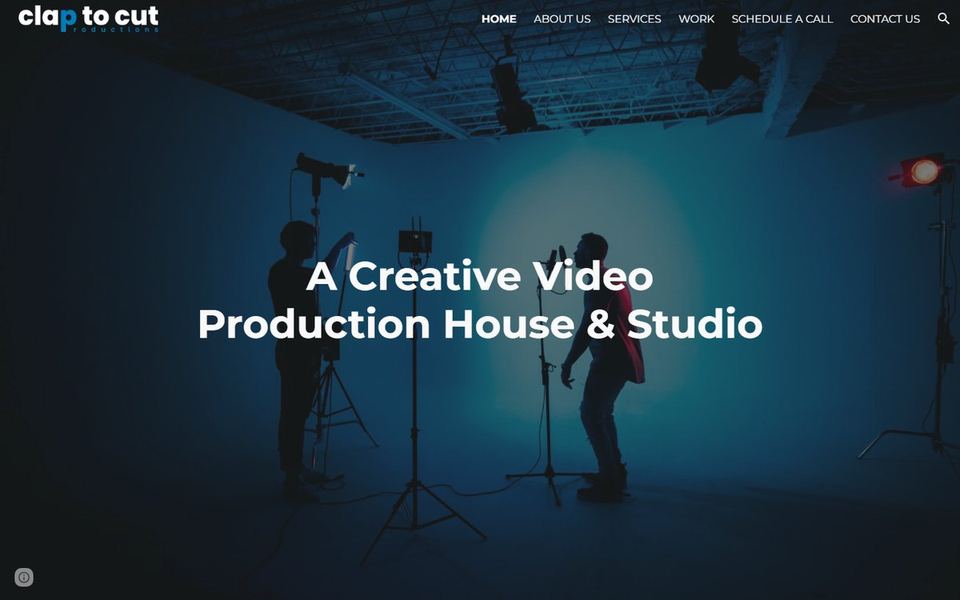 clap to cut
Productions
HOME ABOUT US SERVICES WORK SCHEDULE A CALL CONTACT US
A Creative Video
Production House & Studio